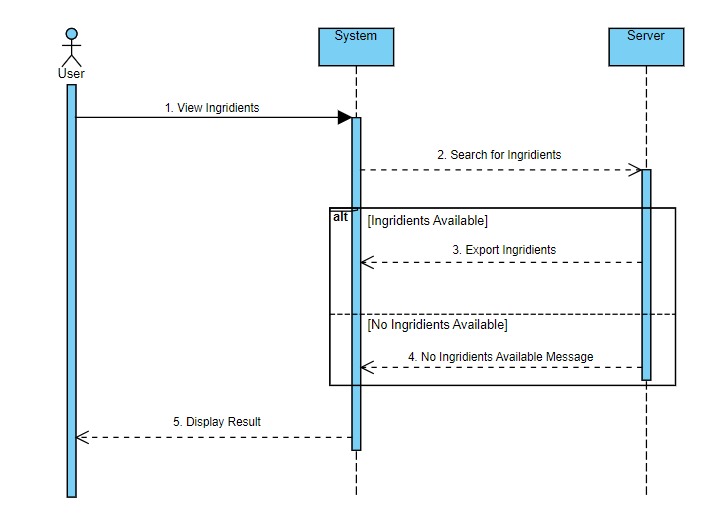 System
Server
User
1. View Ingridients
2. Search for Ingridients
alt
[Ingridients Available]
3. Export Ingridients
[No Ingridients Available]
4. No Ingridients Available Message
5. Display Result